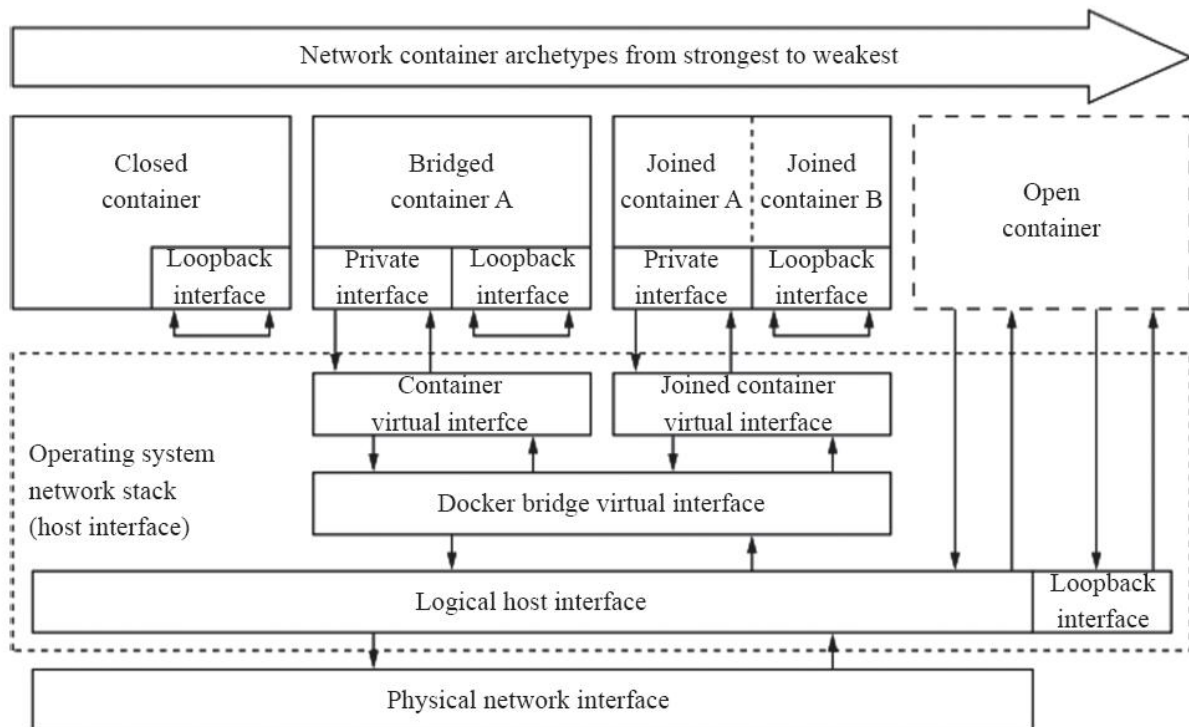 Network container archetypes from strongest to weakest
Closed
container
Loopback
interface
Bridged
container A
Private
interface
Loopback
interface
Joined
container A
Joined
container B
Private
interface
Loopback
interface
Open
container
Operating system
network stack
(host interface)
Container
virtual interfce
Joined container
virtual interface
Docker bridge virtual interface
Logical host interface
Loopback
interface
Physical network interface